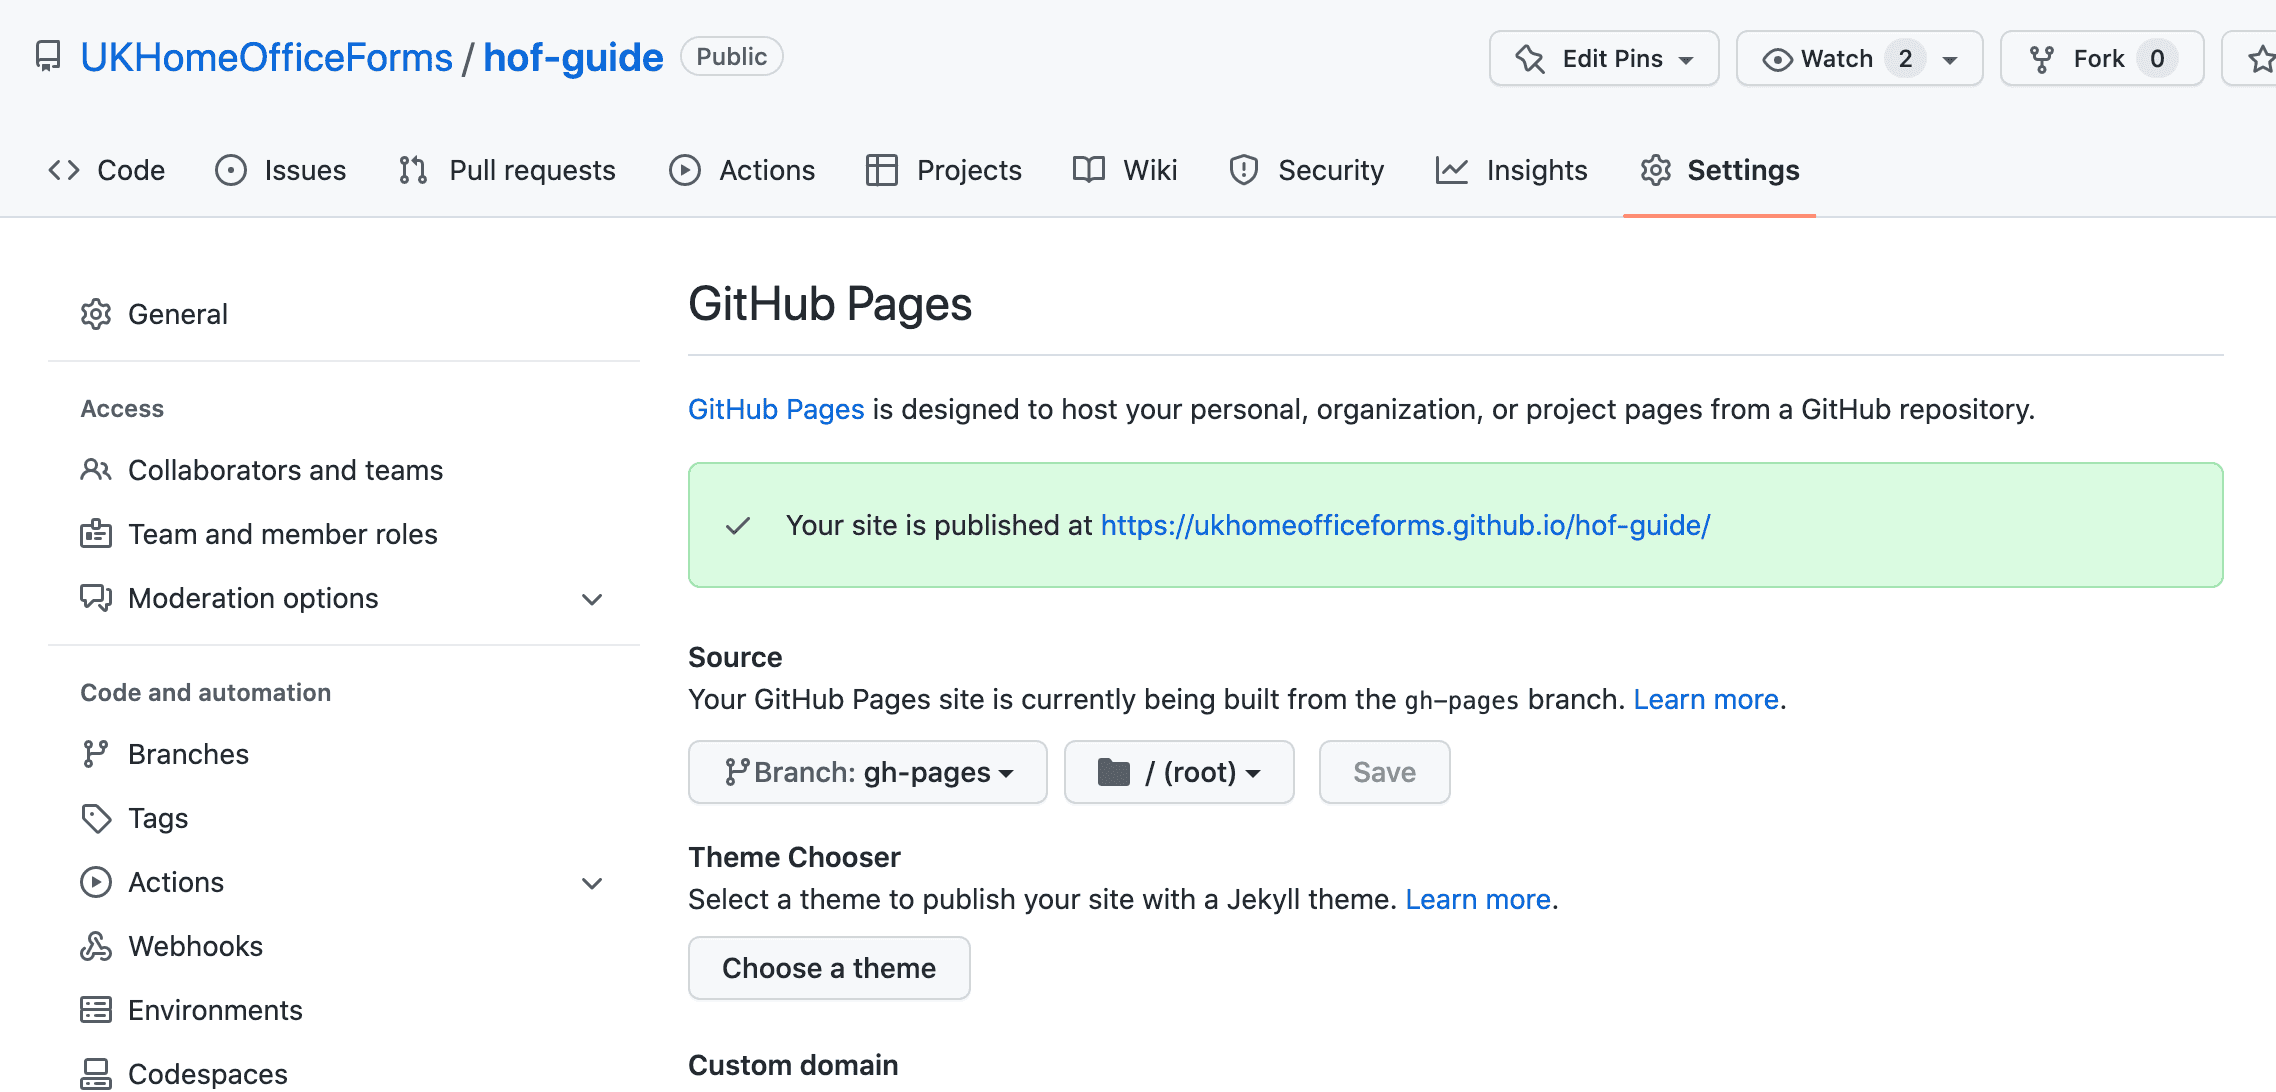 UKHomeOfficeForms / hof-guide Public
Edit Pins Watch 2 Fork 0
Code Issues Pull requests Actions Projects Wiki Security Insights Settings
General
Access
Collaborators and teams
Team and member roles
Moderation options
Code and automation
Branches
Tags
Actions
Webhooks
Environments
Codespaces
GitHub Pages
GitHub Pages is designed to host your personal, organization, or project pages from a GitHub repository.
Your site is published at https://ukhomeofficeforms.github.io/hof-guide/
Source
Your GitHub Pages site is currently being built from the gh-pages branch. Learn more.
Branch: gh-pages / (root) Save
Theme Chooser
Select a theme to publish your site with a Jekyll theme. Learn more.
Choose a theme
Custom domain